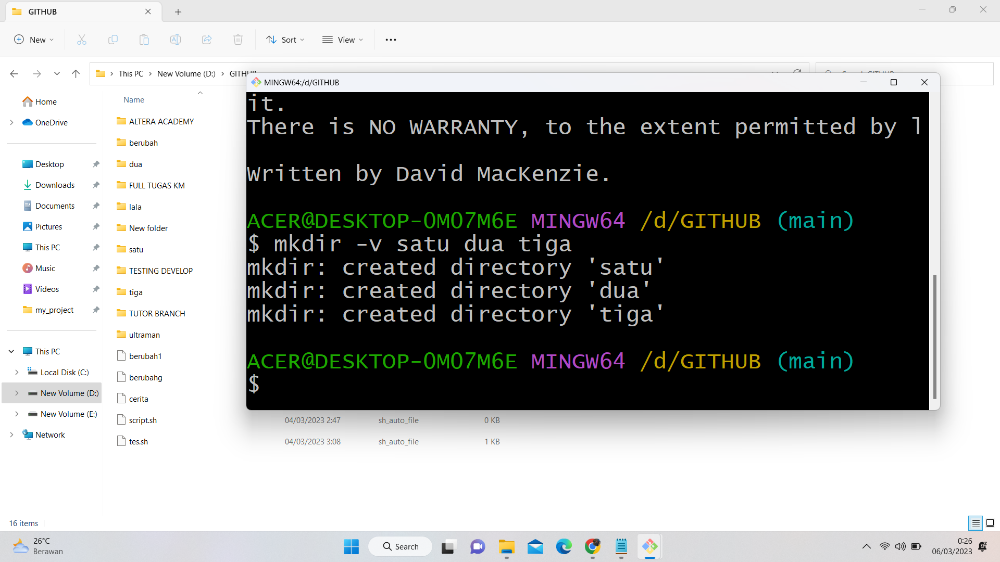 GITHUB
New
Sort
View
This PC
New Volume (D:)
MINGW64:/d/GITHUB
Home
OneDrive
Desktop
Downloads
Documents
Pictures
This PC
Music
Videos
my_project
This PC
Local Disk (C:)
New Volume (D:)
New Volume (E:)
Network
Name
ALTERA ACADEMY
berubah
dua
FULL TUGAS KM
lala
New folder
satu
TESTING DEVELOP
tiga
TUTOR BRANCH
ultraman
berubah1
berubahg
cerita
script.sh 04/03/2023 2:47 sh_auto_file 0 KB
tes.sh 04/03/2023 3:08 sh_auto_file 1 KB
it.
There is NO WARRANTY, to the extent permitted by l
Written by David MacKenzie.
ACER@DESKTOP-0M07M6E MINGW64 /d/GITHUB (main)
$ mkdir -v satu dua tiga
mkdir: created directory 'satu'
mkdir: created directory 'dua'
mkdir: created directory 'tiga'
ACER@DESKTOP-0M07M6E MINGW64 /d/GITHUB (main)
$
16 items
26°C
Berawan
Search
0:26
06/03/2023